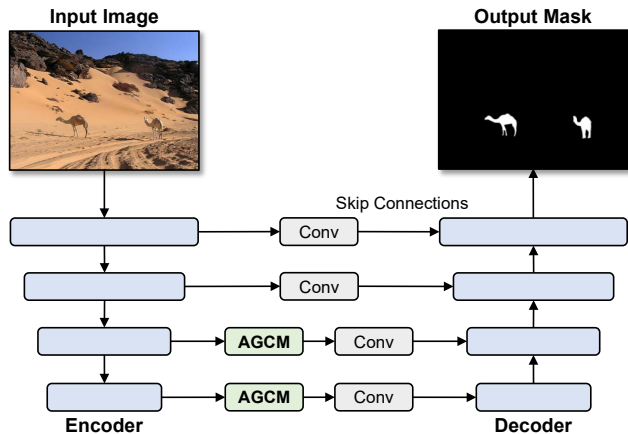 Input Image
Output Mask
Skip Connections
Conv
Conv
AGCM
Conv
AGCM
Conv
Encoder
Decoder